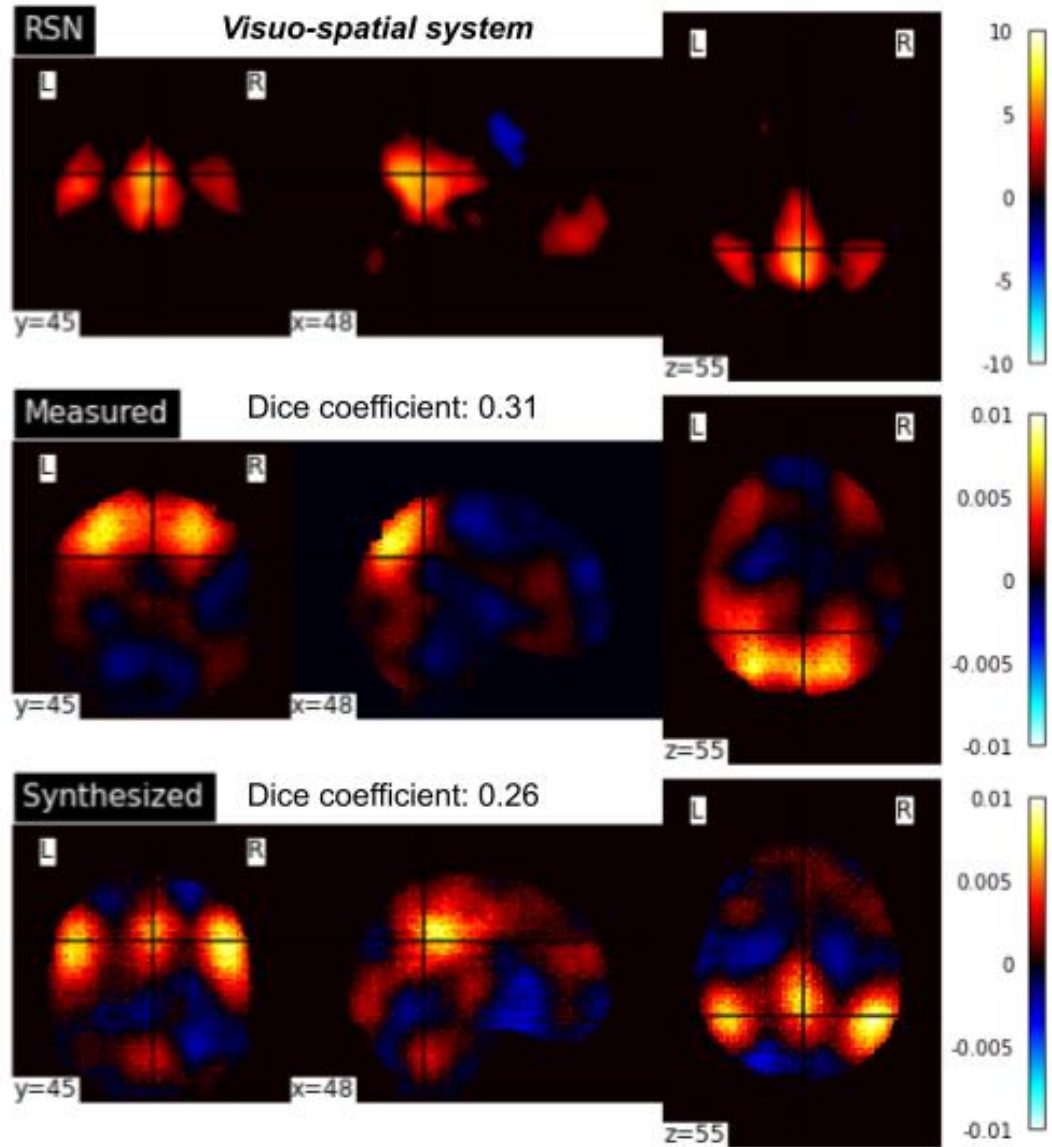 RSN
Visuo-spatial system
L R
L R
10
5
0
-5
-10
y=45
x=48
z=55
Measured
Dice coefficient: 0.31
L R
L R
0.01
0.005
0
-0.005
-0.01
y=45
x=48
z=55
Synthesized
Dice coefficient: 0.26
L R
L R
0.01
0.005
0
-0.005
-0.01
y=45
x=48
z=55